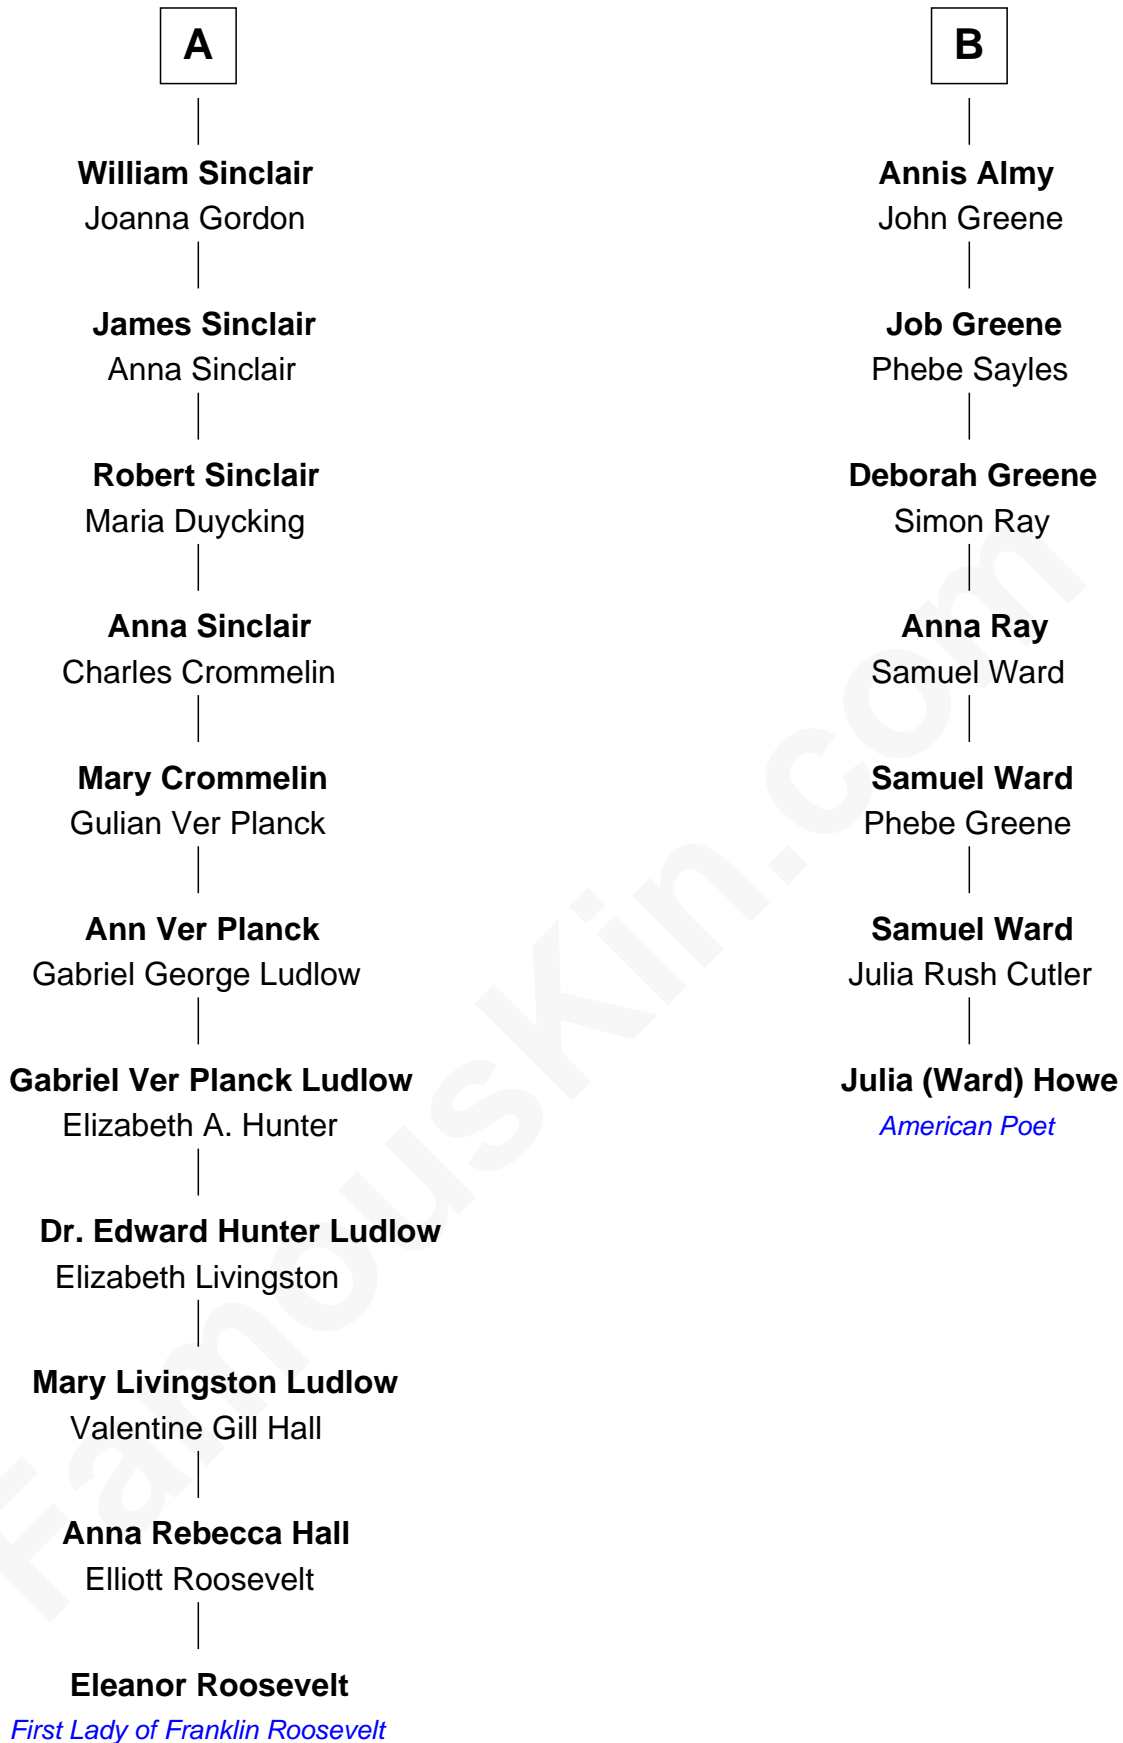 A
William Sinclair
Joanna Gordon
James Sinclair
Anna Sinclair
Robert Sinclair
Maria Duycking
Anna Sinclair
Charles Crommelin
Mary Crommelin
Gulian Ver Planck
Ann Ver Planck
Gabriel George Ludlow
Gabriel Ver Planck Ludlow
Elizabeth A. Hunter
Dr. Edward Hunter Ludlow
Elizabeth Livingston
Mary Livingston Ludlow
Valentine Gill Hall
Anna Rebecca Hall
Elliott Roosevelt
Eleanor Roosevelt
First Lady of Franklin Roosevelt
B
Annis Almy
John Greene
Job Greene
Phebe Sayles
Deborah Greene
Simon Ray
Anna Ray
Samuel Ward
Samuel Ward
Phebe Greene
Samuel Ward
Julia Rush Cutler
Julia (Ward) Howe
American Poet
FamousKin.com